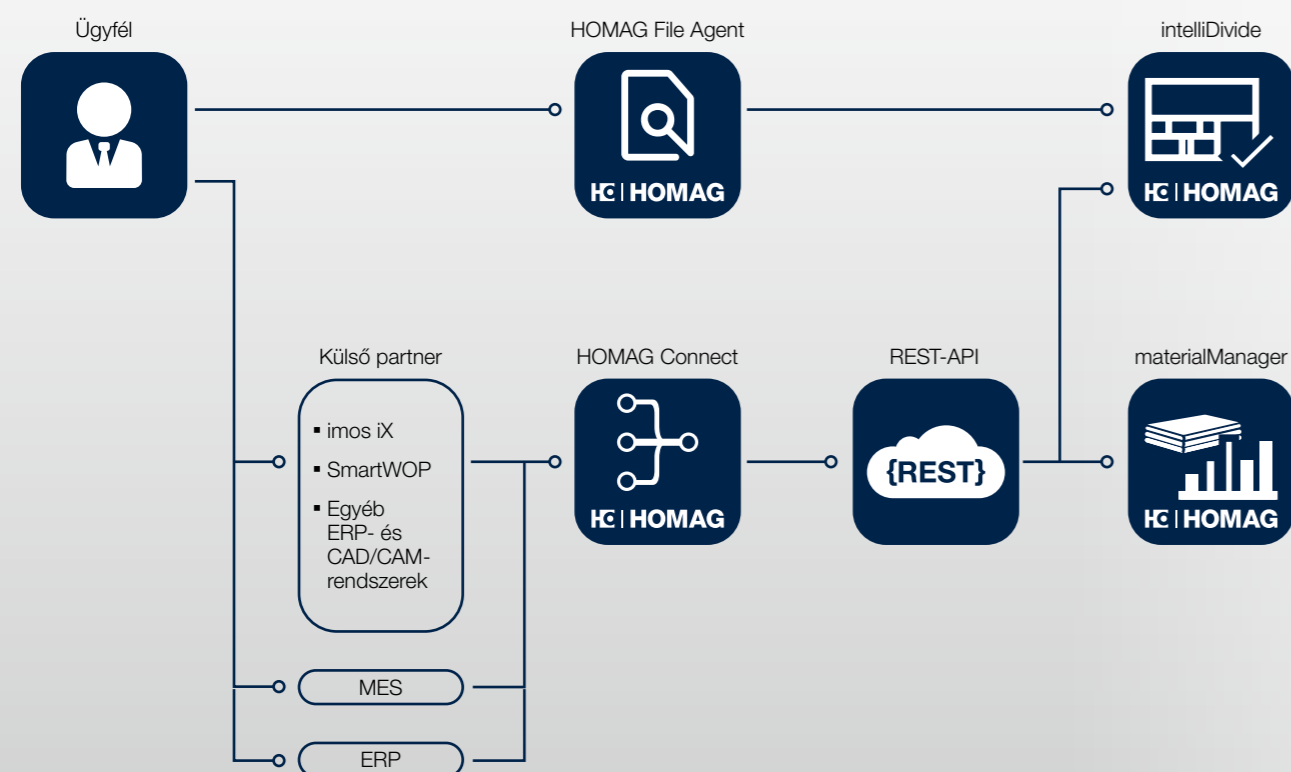 Ügyfél
HOMAG File Agent
intelliDivide
HOMAG
HOMAG
Külső partner
HOMAG Connect
REST-API
materialManager
▪ imos iX
▪ SmartWOP
▪ Egyéb
ERP- és
CAD/CAM-
rendszerek
{REST}
HOMAG
HOMAG
MES
ERP